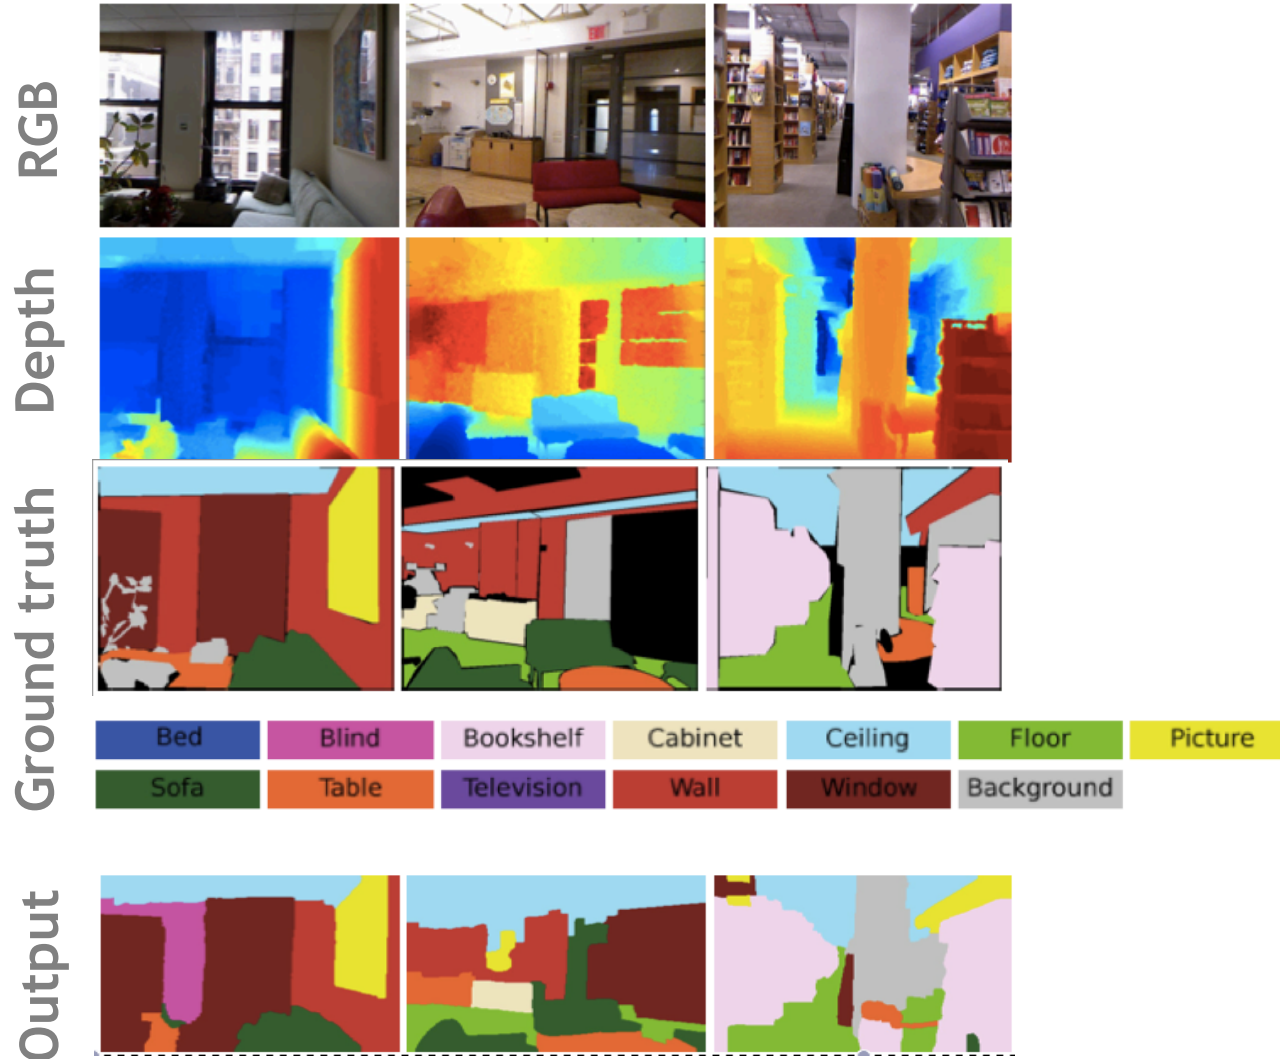 RGB
Depth
Ground truth
Bed Blind Bookshelf Cabinet Ceiling Floor Picture
Sofa Table Television Wall Window Background
Output